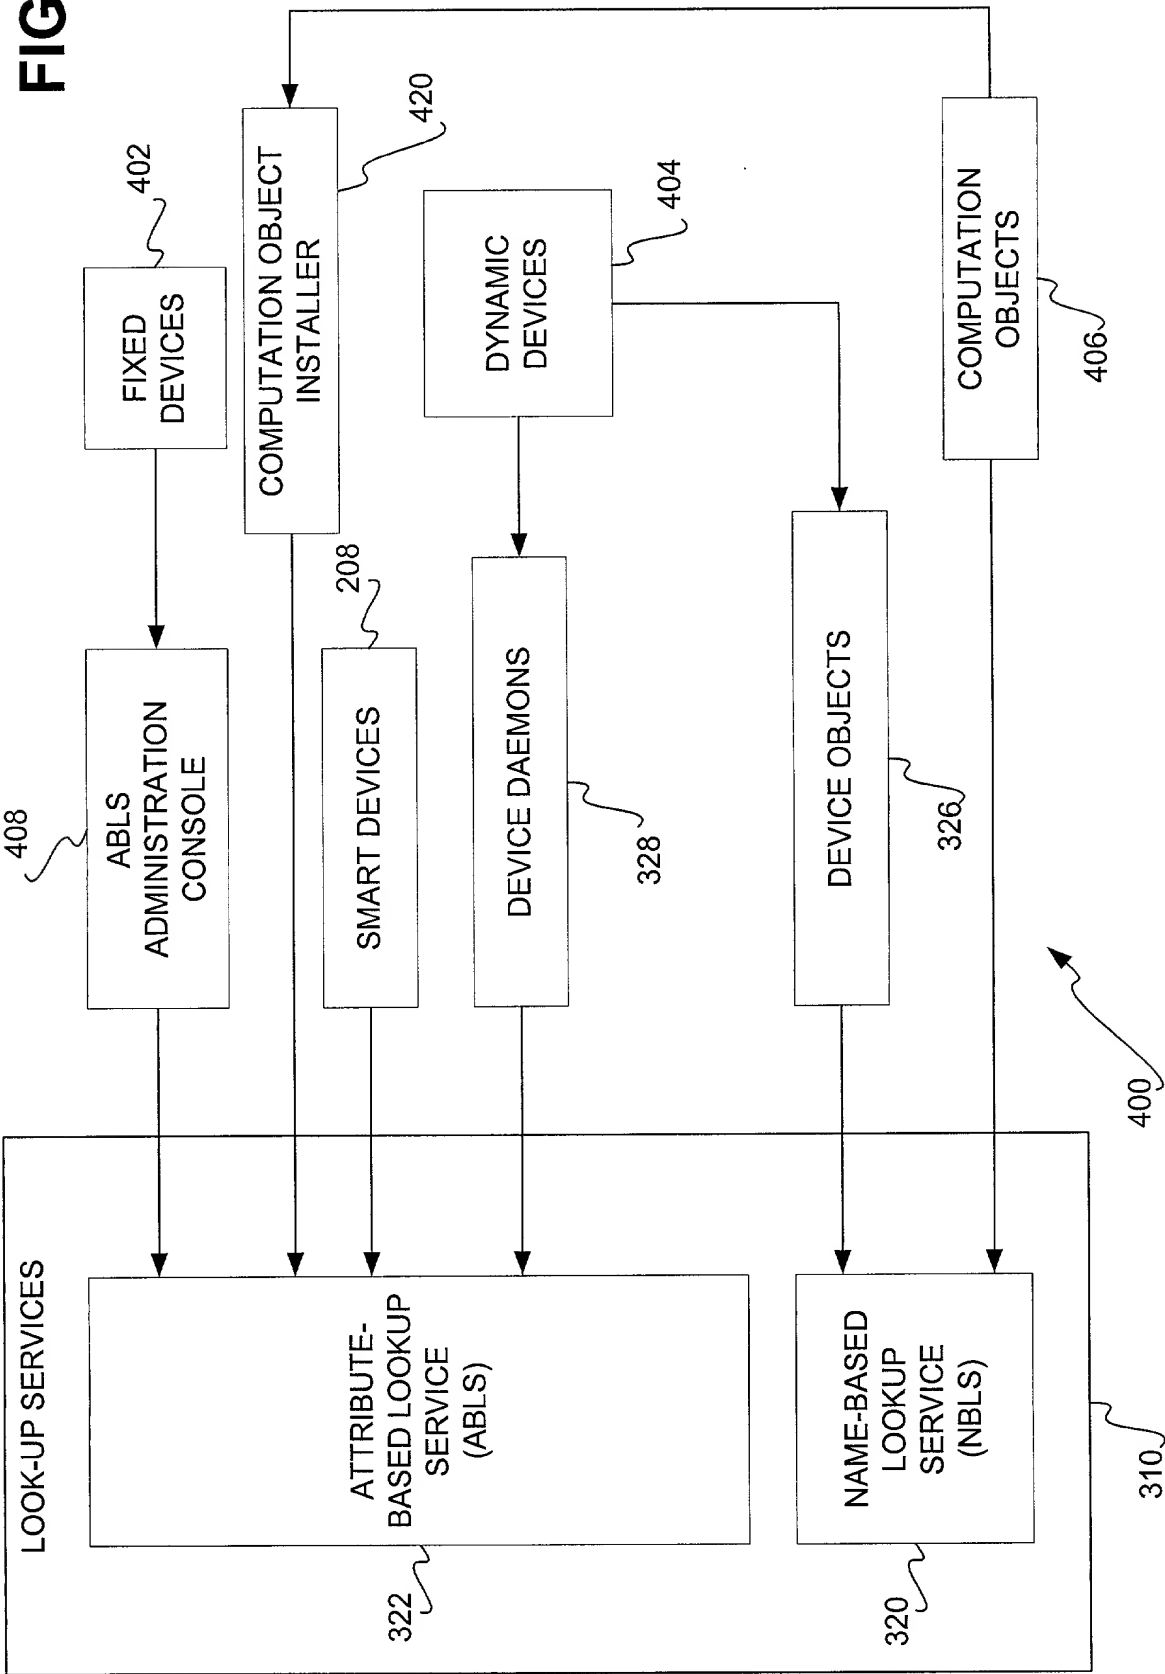 FIG
LOOK-UP SERVICES
ATTRIBUTE-
BASED LOOKUP
SERVICE
(ABLS)
322
NAME-BASED
LOOKUP
SERVICE
(NBLS)
320
310
408
ABLS
ADMINISTRATION
CONSOLE
FIXED
DEVICES
402
COMPUTATION OBJECT
INSTALLER
420
SMART DEVICES
208
DEVICE DAEMONS
328
DYNAMIC
DEVICES
404
DEVICE OBJECTS
326
COMPUTATION
OBJECTS
406
400